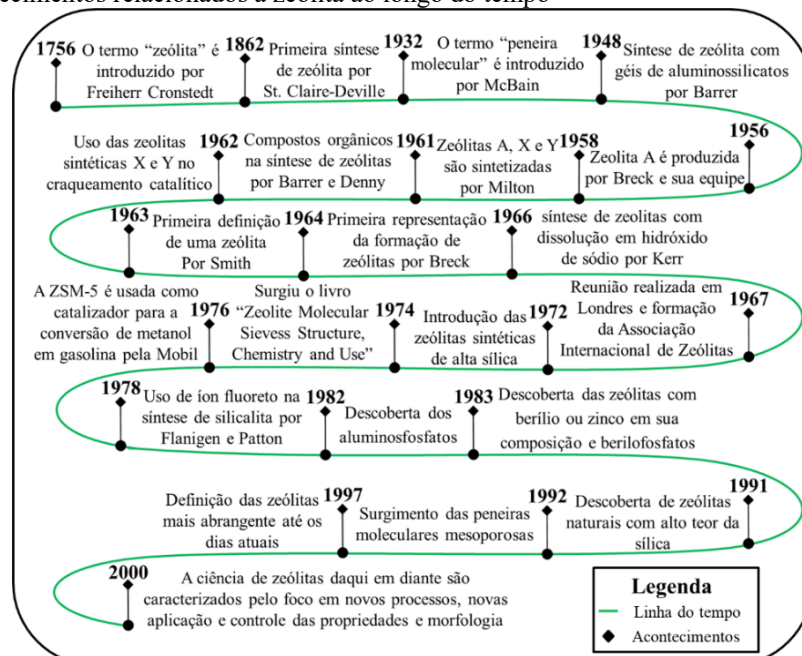 ecimentos relacionados a zeólita ao longo do tempo
1756
O termo “zeólita” é
introduzido por
Freiherr Cronstedt
1862
Primeira síntese
de zeólita por
St. Claire-Deville
1932
O termo “peneira
molecular” é introduzido
por McBain
1948
Síntese de zeólita com
géis de aluminossilicatos
por Barrer
Uso das zeolitas
sintéticas X e Y no
craqueamento catalítico
1962
Compostos orgânicos
na síntese de zeólitas
por Barrer e Denny
1961
Zeólitas A, X e Y
são sintetizadas
por Milton
1958
Zeolita A é produzida
por Breck e sua equipe
1956
1963
Primeira definição
de uma zeólita
Por Smith
1964
Primeira representação
da formação de
zeólitas por Breck
1966
síntese de zeolitas com
dissolução em hidróxido
de sódio por Kerr
A ZSM-5 é usada como
catalizador para a
conversão de metanol
em gasolina pela Mobil
1976
Surgiu o livro
“Zeolite Molecular
Sievess Structure,
Chemistry and Use”
1974
Introdução das
zeólitas sintéticas
de alta sílica
1972
Reunião realizada em
Londres e formação
da Associação
Internacional de Zeólitas
1967
1978
Uso de íon fluoreto na
síntese de silicalita por
Flanigen e Patton
1982
Descoberta dos
aluminosfosfatos
1983
Descoberta das zeólitas com
berílio ou zinco em sua
composição e berilofosfatos
Definição das zeólitas
mais abrangente até os
dias atuais
1997
Surgimento das peneiras
moleculares mesoporosas
1992
Descoberta de zeólitas
naturais com alto teor da
sílica
1991
2000
A ciência de zeólitas daqui em diante são
caracterizados pelo foco em novos processos, novas
aplicação e controle das propriedades e morfologia
Legenda
Linha do tempo
Acontecimentos